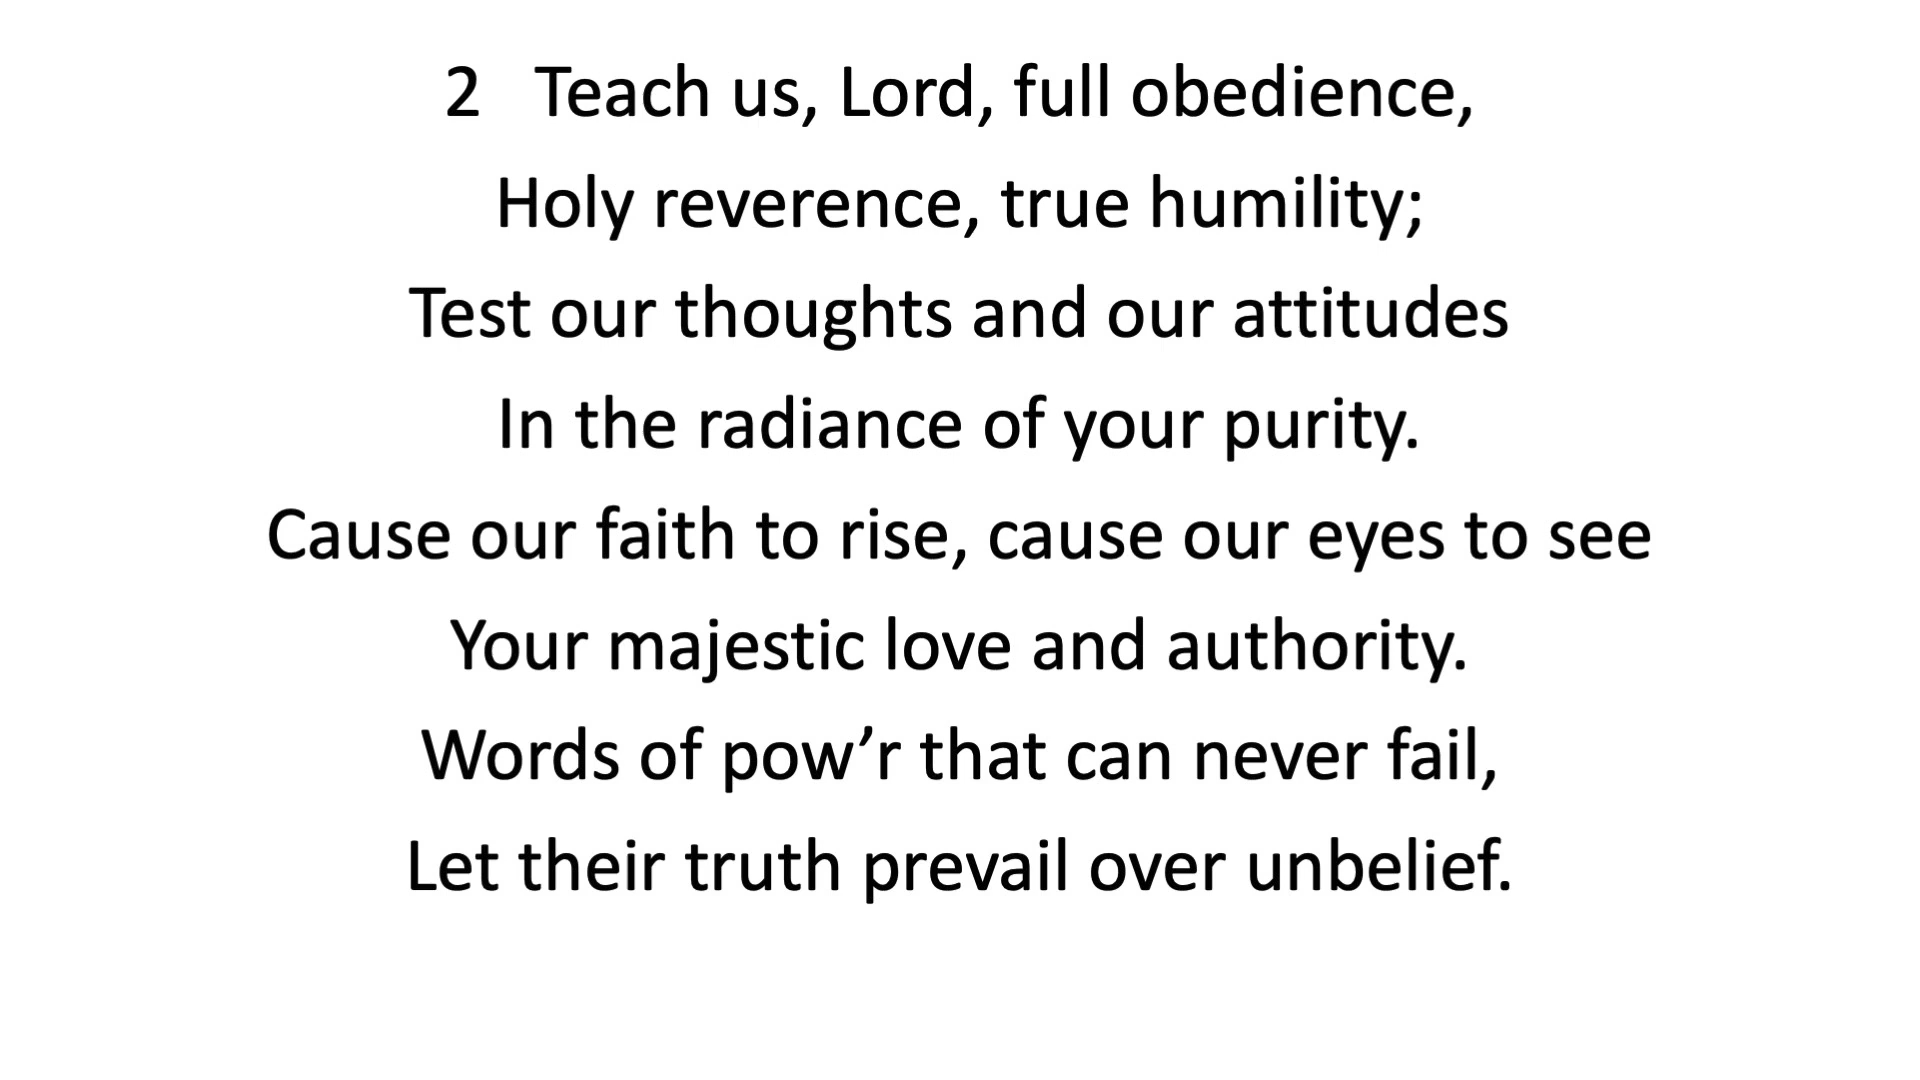 2 Teach us, Lord, full obedience,
Holy reverence, true humility;
Test our thoughts and our attitudes
In the radiance of your purity.
Cause our faith to rise, cause our eyes to see
Your majestic love and authority.
Words of pow’r that can never fail,
Let their truth prevail over unbelief.